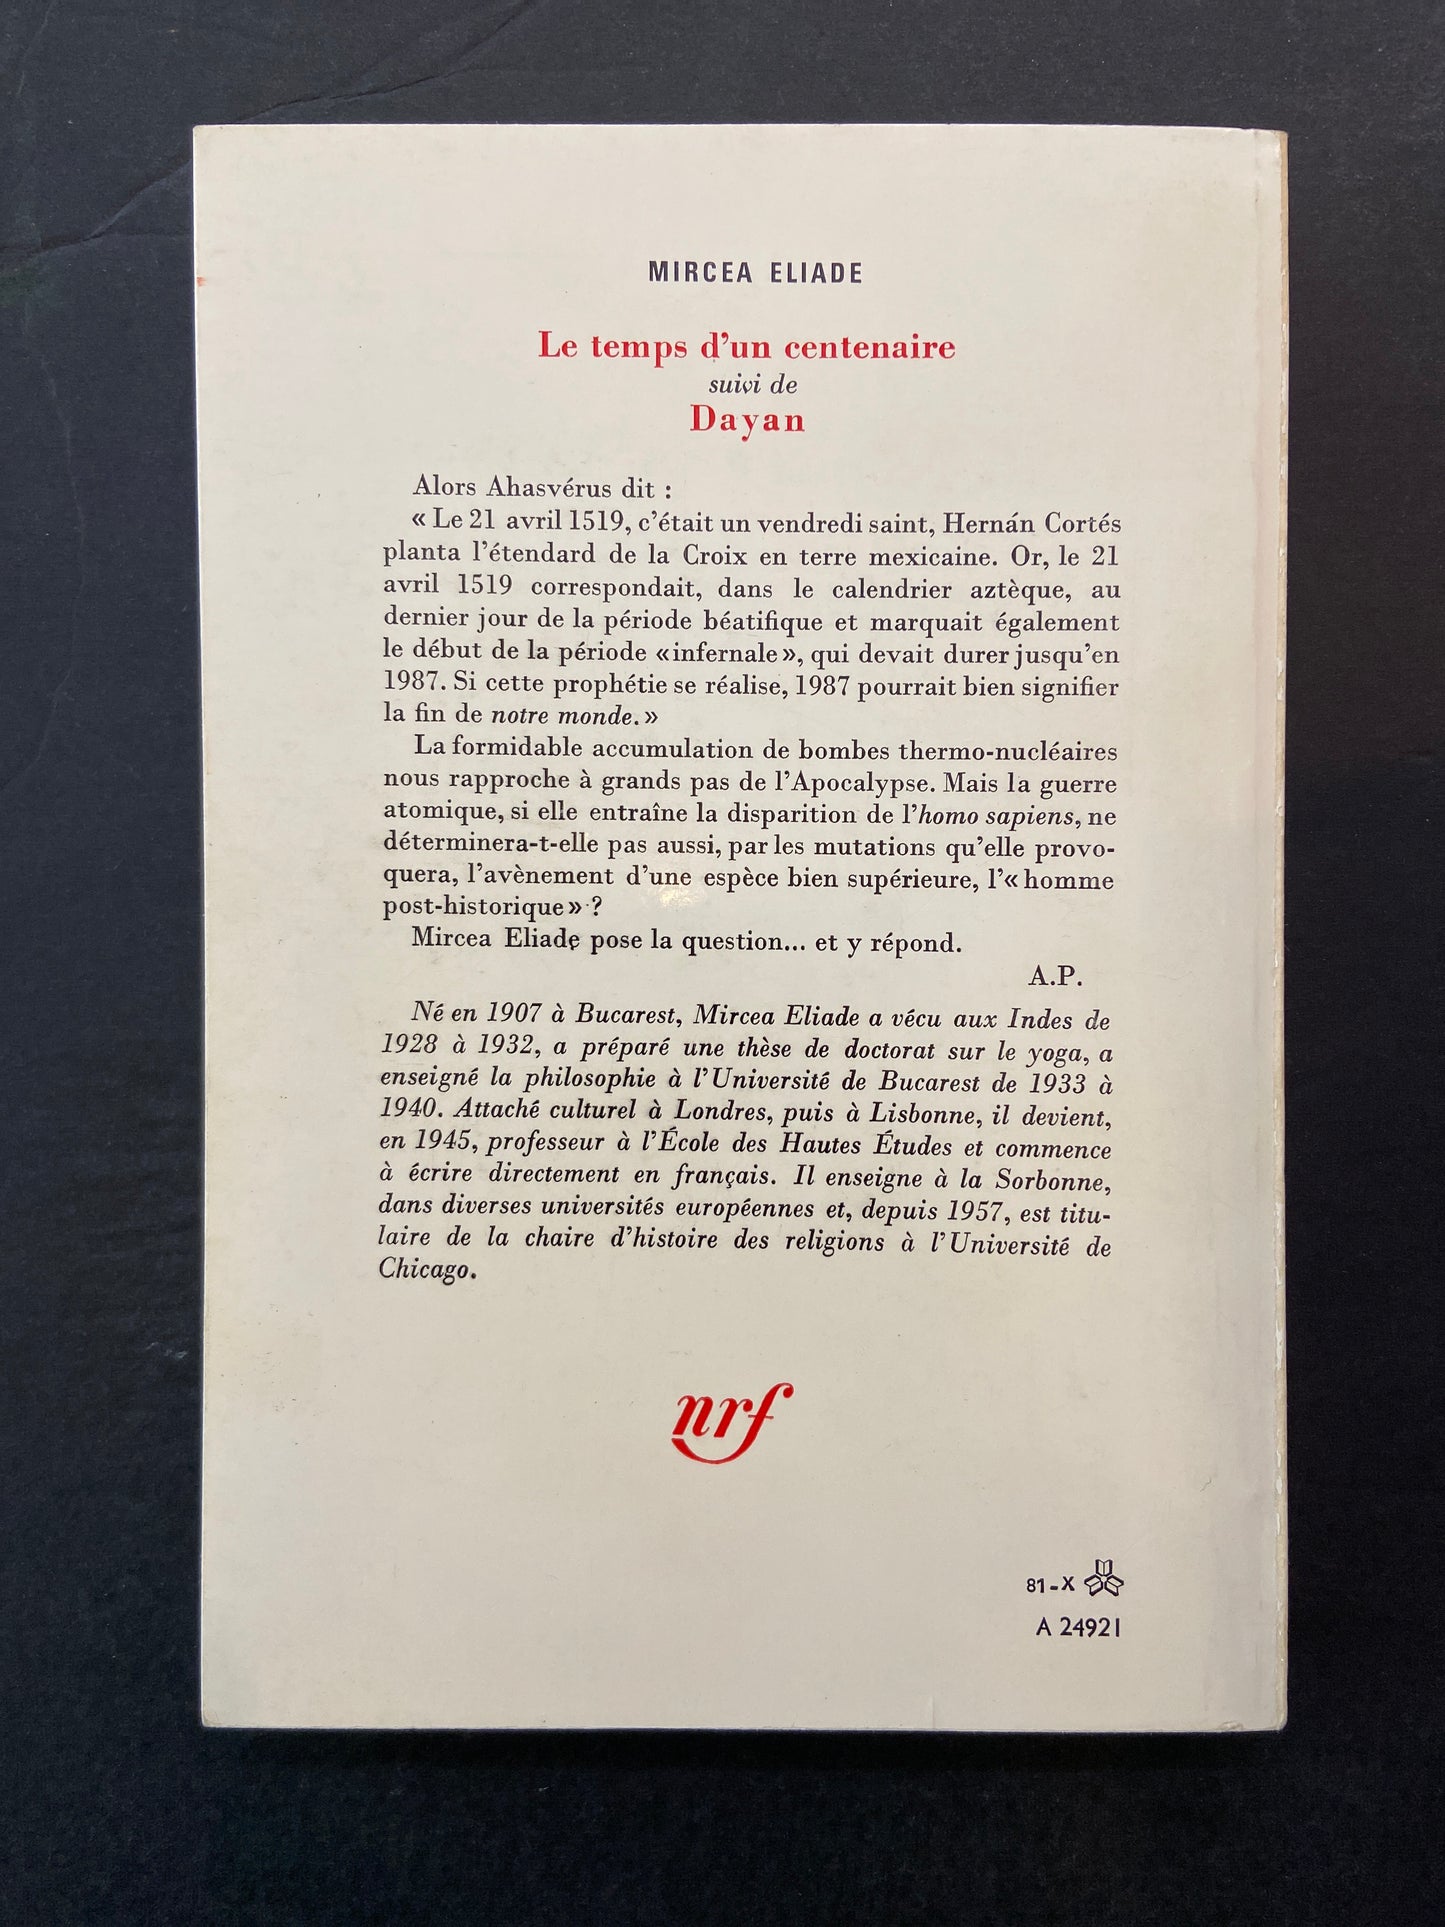 MIRCEA ELIADE
Le temps d'un centenaire
suivi de
Dayan
Alors Ahasvérus dit :
« Le 21 avril 1519, c'était un vendredi saint, Hernán Cortés
planta l'étendard de la Croix en terre mexicaine. Or, le 21
avril 1519 correspondait, dans le calendrier aztèque, au
dernier jour de la période béatifique et marquait également
le début de la période «infernale», qui devait durer jusqu'en
1987. Si cette prophétie se réalise, 1987 pourrait bien signifier
la fin de notre monde.»
La formidable accumulation de bombes thermo-nucléaires
nous rapproche à grands pas de l'Apocalypse. Mais la guerre
atomique, si elle entraîne la disparition de l'homo sapiens, ne
déterminera-t-elle pas aussi, par les mutations qu'elle provo-
quera, l'avènement d'une espèce bien supérieure, l'« homme
post-historique» ?
Mircea Eliade pose la question... et y répond.
A.P.
Né en 1907 à Bucarest, Mircea Eliade a vécu aux Indes de
1928 à 1932, a préparé une thèse de doctorat sur le yoga, a
enseigné la philosophie à l'Université de Bucarest de 1933 à
1940. Attaché culturel à Londres, puis à Lisbonne, il devient,
en 1945, professeur à l'École des Hautes Études et commence
à écrire directement en français. Il enseigne à la Sorbonne,
dans diverses universités européennes et, depuis 1957, est titu-
laire de la chaire d'histoire des religions à l'Université de
Chicago.
nrf
81-X
A 24921